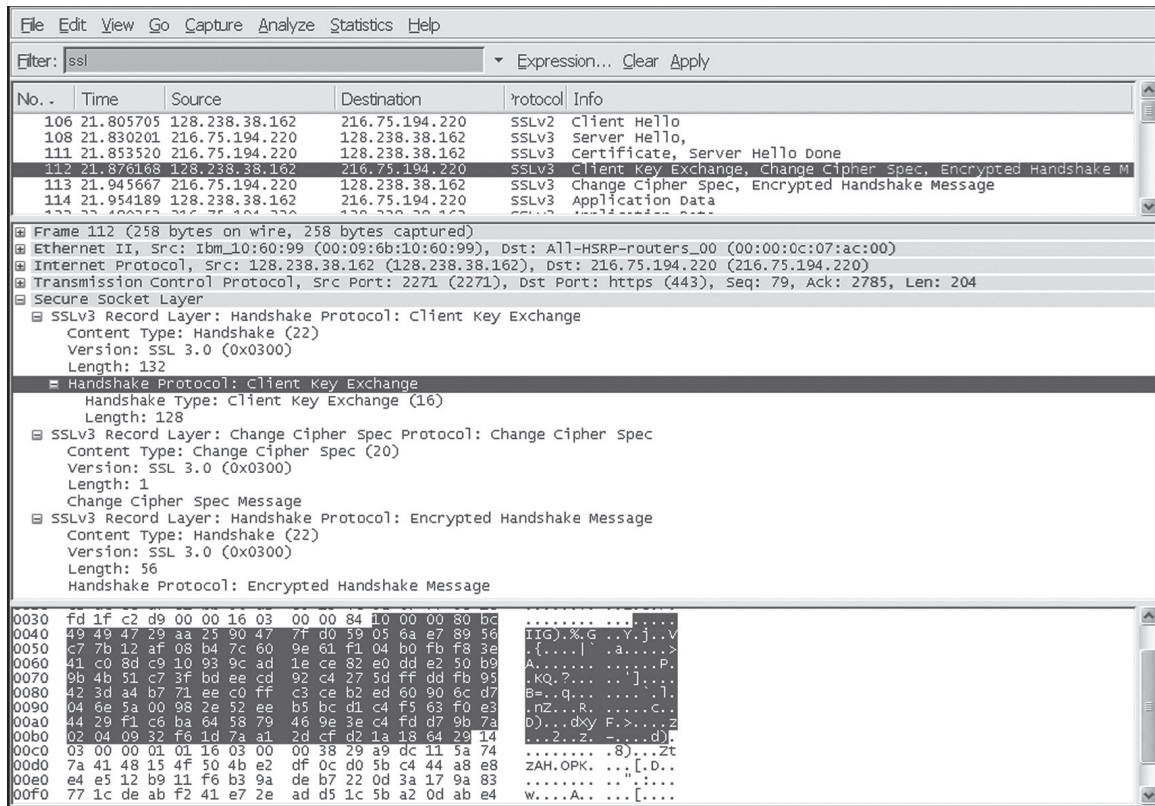 File Edit View Go Capture Analyze Statistics Help
Filter: ssl Expression... Clear Apply
No. - Time Source Destination Protocol Info
106 21.805705 128.238.38.162 216.75.194.220 SSLv2 Client Hello
108 21.830201 216.75.194.220 128.238.38.162 SSLv3 Server Hello,
111 21.853520 216.75.194.220 128.238.38.162 SSLv3 Certificate, Server Hello Done
112 21.876168 128.238.38.162 216.75.194.220 SSLv3 Client Key Exchange, Change Cipher Spec, Encrypted Handshake M
113 21.945667 216.75.194.220 128.238.38.162 SSLv3 Change Cipher Spec, Encrypted Handshake Message
114 21.954189 128.238.38.162 216.75.194.220 SSLv3 Application Data
Frame 112 (258 bytes on wire, 258 bytes captured)
Ethernet II, Src: Ibm_10:60:99 (00:09:6b:10:60:99), Dst: All-HSRP-routers_00 (00:00:0c:07:ac:00)
Internet Protocol, Src: 128.238.38.162 (128.238.38.162), Dst: 216.75.194.220 (216.75.194.220)
Transmission Control Protocol, Src Port: 2271 (2271), Dst Port: https (443), Seq: 79, Ack: 2785, Len: 204
Secure Socket Layer
SSLv3 Record Layer: Handshake Protocol: Client Key Exchange
Content Type: Handshake (22)
Version: SSL 3.0 (0x0300)
Length: 132
Handshake Protocol: Client Key Exchange
Handshake Type: Client Key Exchange (16)
Length: 128
SSLv3 Record Layer: Change Cipher Spec Protocol: Change Cipher Spec
Content Type: Change Cipher Spec (20)
Version: SSL 3.0 (0x0300)
Length: 1
Change Cipher Spec Message
SSLv3 Record Layer: Handshake Protocol: Encrypted Handshake Message
Content Type: Handshake (22)
Version: SSL 3.0 (0x0300)
Length: 56
Handshake Protocol: Encrypted Handshake Message
0030 fd 1f c2 d9 00 00 16 03 00 00 84 10 00 00 80 bc ........ ........
0040 49 49 47 29 aa 25 90 47 7f d0 59 05 6a e7 89 56 IIG).%.G ..Y.j..V
0050 c7 7b 12 af 08 b4 7c 60 9e 61 f1 04 b0 fb f8 3e .{....|` .a.....>
0060 41 c0 8d c9 10 93 9c ad 1e ce 82 e0 dd e2 50 b9 A....... ......P.
0070 9b 4b 51 c7 3f bd ee cd 92 c4 27 5d ff dd fb 95 .KQ.?... ..']....
0080 42 3d a4 b7 71 ee c0 ff c3 ce b2 ed 60 90 6c d7 B=..q... ....`.l.
0090 04 6e 5a 00 98 2e 52 ee b5 bc d1 c4 f5 63 f0 e3 .nZ...R. .....c..
00a0 44 29 f1 c6 ba 64 58 79 46 9e 3e c4 fd d7 9b 7a D)...dXy F.>....z
00b0 02 04 09 32 f6 1d 7a a1 2d cf d2 1a 18 64 29 14 ...2..z. -....d).
00c0 03 00 00 01 01 16 03 00 00 38 29 a9 dc 11 5a 74 ........ .8)...Zt
00d0 7a 41 48 15 4f 50 4b e2 df 0c d0 5b c4 44 a8 e8 zAH.OPK. ...[.D..
00e0 e4 e5 12 b9 11 f6 b3 9a de b7 22 0d 3a 17 9a 83 ........ ..".:...
00f0 77 1c de ab f2 41 e7 2e ad d5 1c 5b a2 0d ab e4 w....A.. ...[....